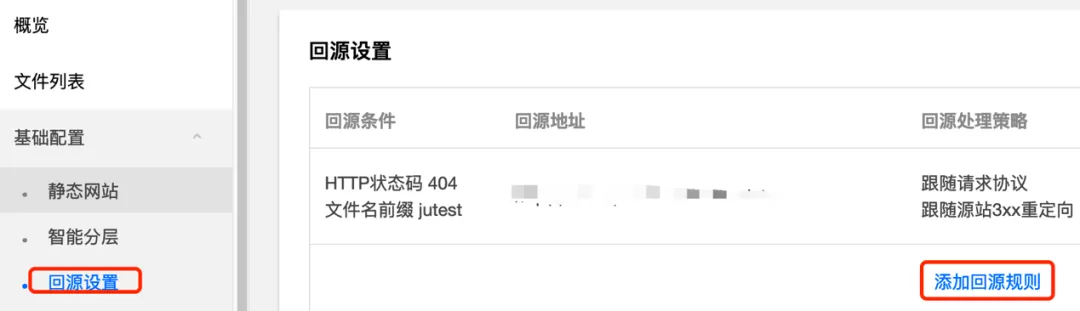 概览
文件列表
基础配置
静态网站
智能分层
回源设置
回源设置
回源条件 回源地址 回源处理策略
HTTP状态码 404 跟随请求协议
文件名前缀 jutest 跟随源站3xx重定向
添加回源规则